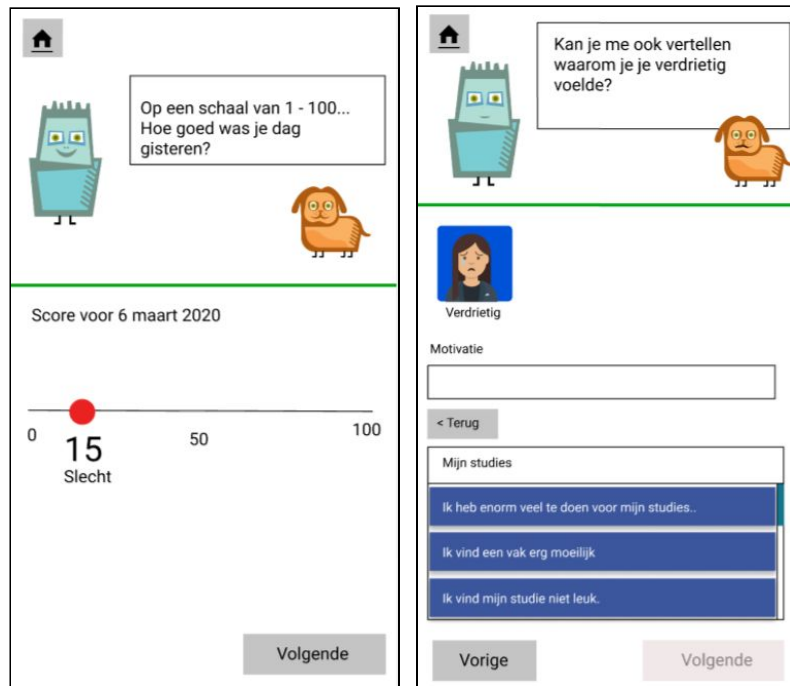 Op een schaal van 1 - 100...
Hoe goed was je dag
gisteren?
Score voor 6 maart 2020
0
50
100
15
Slecht
Volgende
Kan je me ook vertellen
waarom je je verdrietig
voelde?
Verdrietig
Motivatie
< Terug
Mijn studies
Ik heb enorm veel te doen voor mijn studies..
Ik vind een vak erg moeilijk
Ik vind mijn studie niet leuk.
Vorige
Volgende